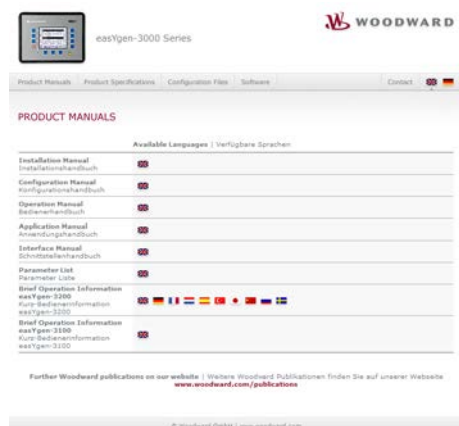 easYgen-3000 Series
WOODWARD
Product Manuals Product Specifications Configuration Files Software Contact
PRODUCT MANUALS
Available Languages | Verfügbare Sprachen
Installation Manual
Installationshandbuch
Configuration Manual
Konfigurationshandbuch
Operation Manual
Bedienerhandbuch
Application Manual
Anwendungshandbuch
Interface Manual
Schnittstellenhandbuch
Parameter List
Parameter Liste
Brief Operation Information
easYgen-3200
Kurz-Bedienerinformation
easYgen-3200
Brief Operation Information
easYgen-3100
Kurz-Bedienerinformation
easYgen-3100
Further Woodward publications on our website | Weitere Woodward Publikationen finden Sie auf unserer Webseite
www.woodward.com/publications